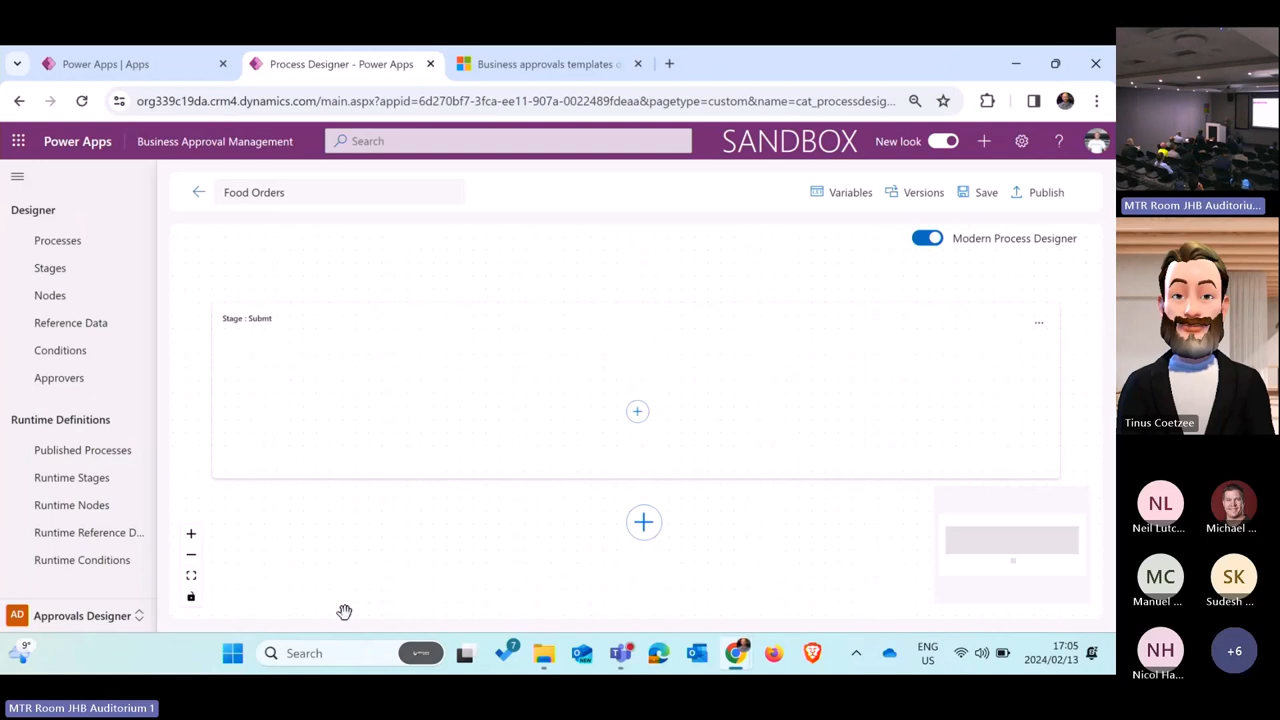 Power Apps | Apps
Process Designer - Power Apps
Business approvals templates o
org339c19da.crm4.dynamics.com/main.aspx?appid=6d270bf7-3fca-ee11-907a-0022489fdeaa&pagetype=custom&name=cat_processdesig...
Power Apps
Business Approval Management
Search
SANDBOX
New look
Food Orders
Variables
Versions
Save
Publish
Modern Process Designer
Designer
Processes
Stages
Nodes
Reference Data
Conditions
Approvers
Runtime Definitions
Published Processes
Runtime Stages
Runtime Nodes
Runtime Reference D...
Runtime Conditions
AD Approvals Designer
Stage : Submt
...
9°
Search
7
ENG
US
17:05
2024/02/13
MTR Room JHB Auditoriu...
Tinus Coetzee
NL
Neil Lutc...
Michael ...
MC
Manuel ...
SK
Sudesh ...
NH
Nicol Ha...
+6
MTR Room JHB Auditorium 1